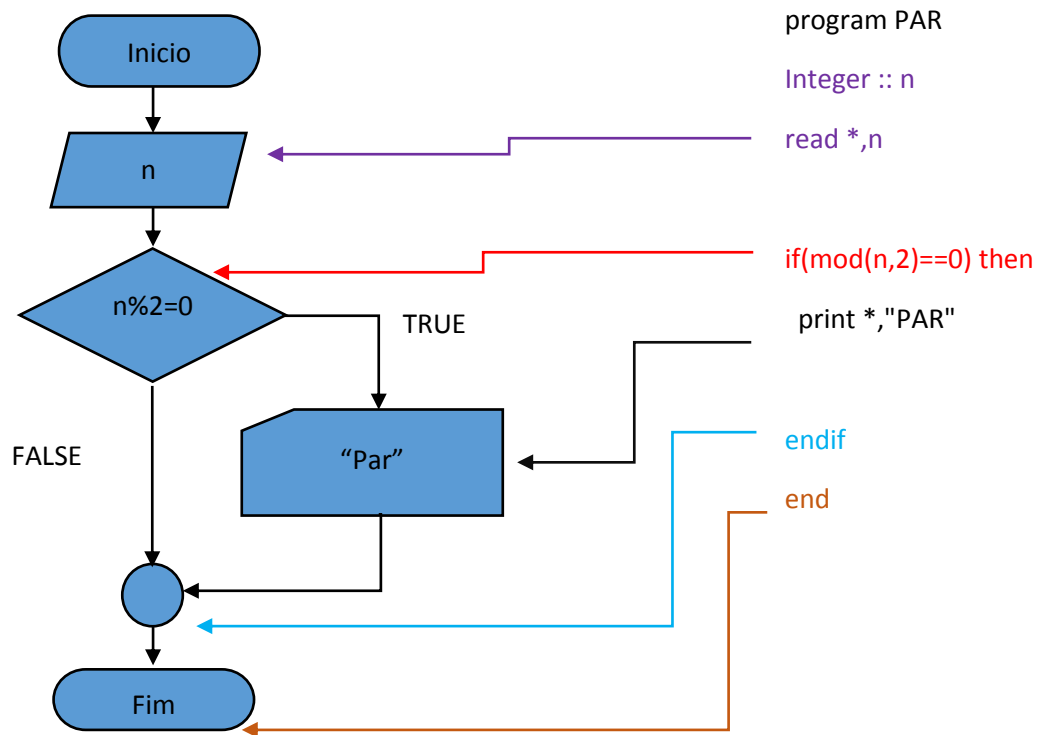 Inicio
n
n%2=0
TRUE
FALSE
“Par”
Fim
program PAR
Integer :: n
read *,n
if(mod(n,2)==0) then
print *,"PAR"
endif
end